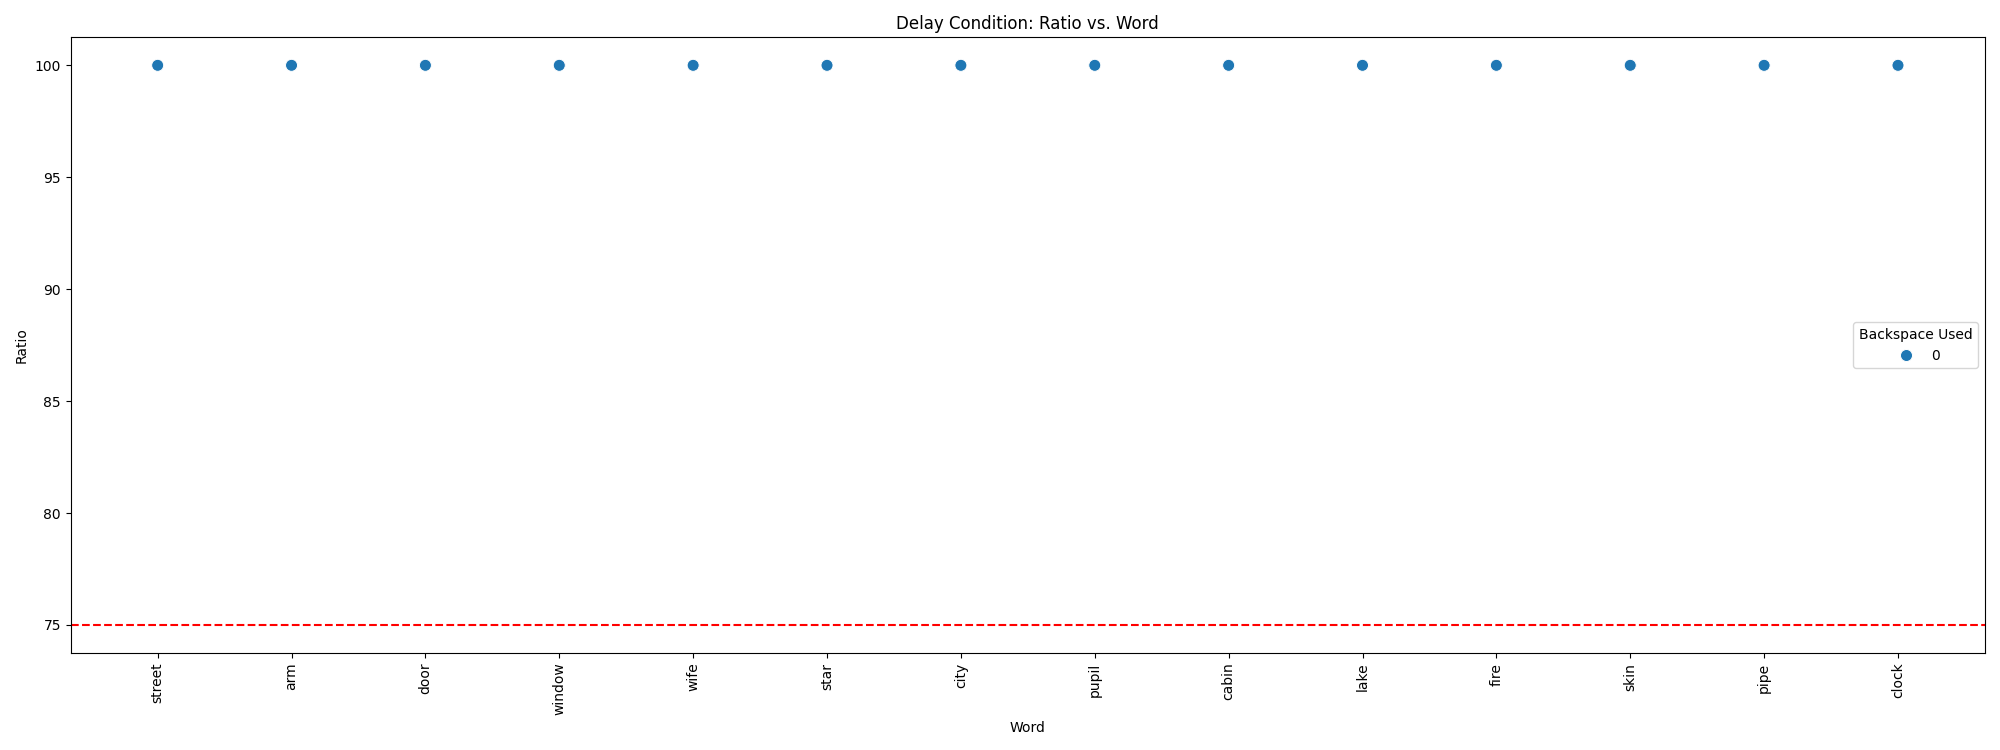 Delay Condition: Ratio vs. Word
Ratio
100
95
90
85
80
75
Backspace Used
0
street
arm
door
window
wife
star
city
pupil
cabin
lake
fire
skin
pipe
clock
Word